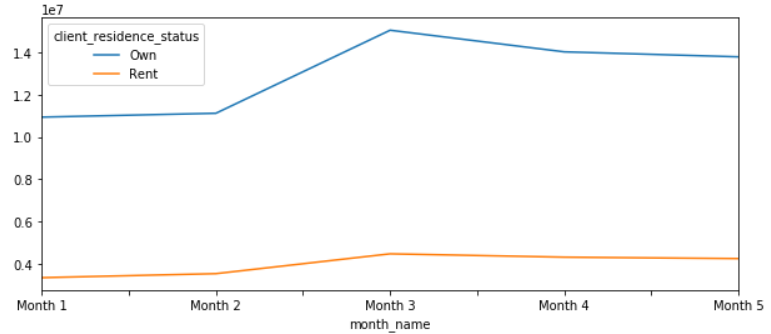 1e7
client_residence_status
Own
Rent
1.4
1.2
1.0
0.8
0.6
0.4
Month 1 Month 2 Month 3 Month 4 Month 5
month_name